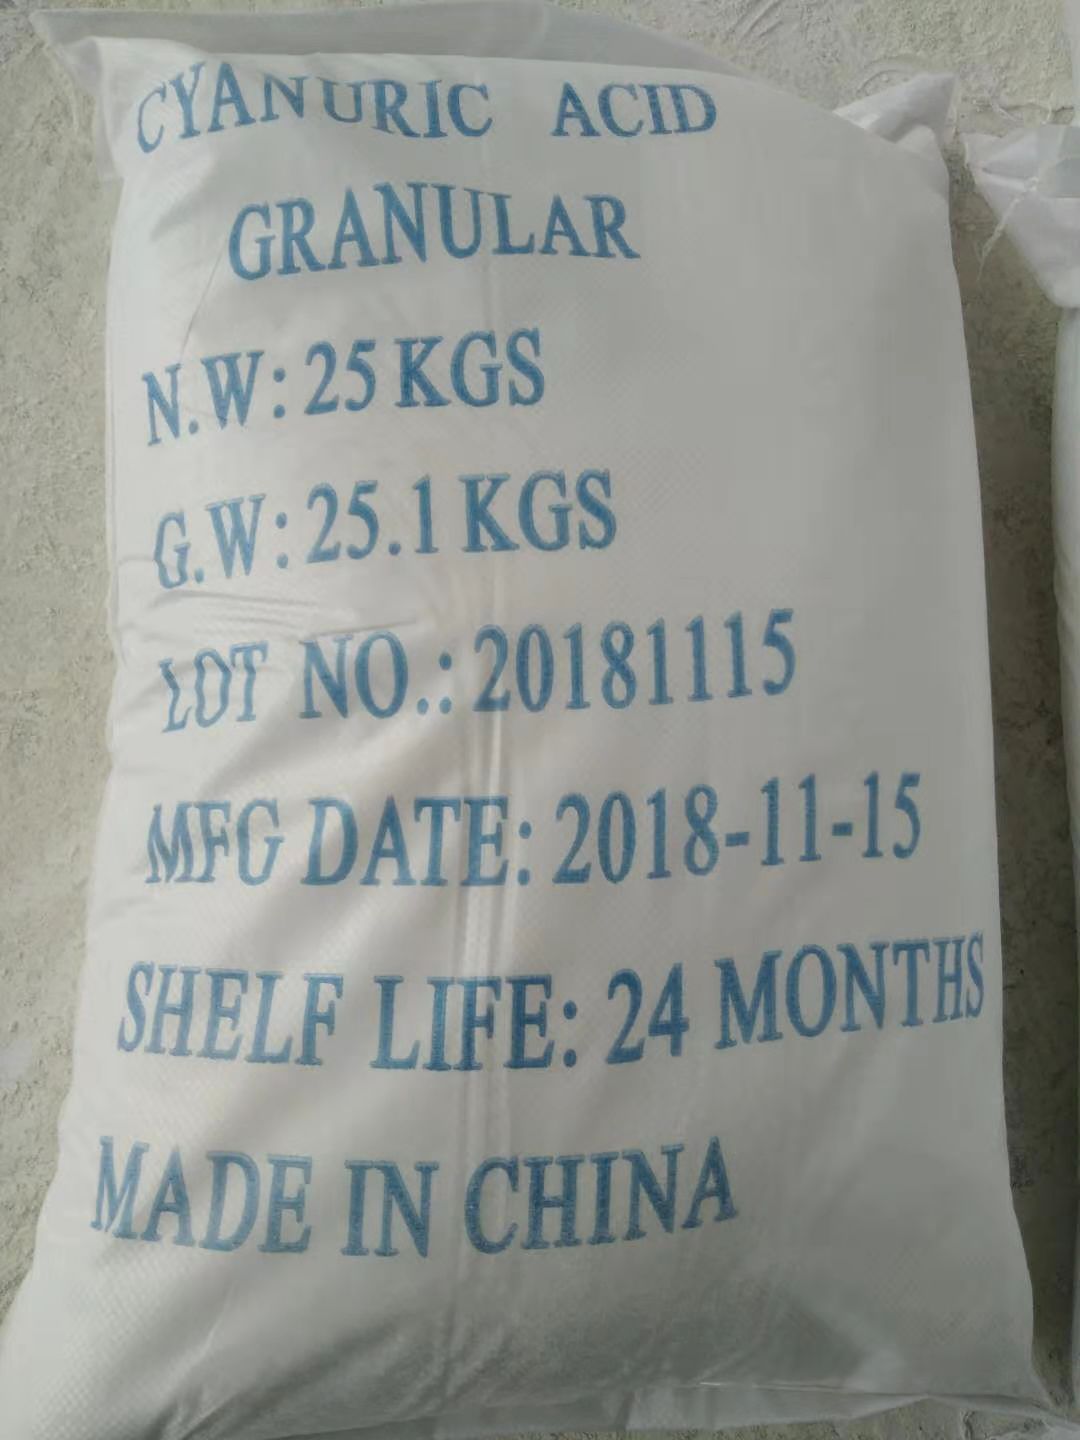 CYANURIC ACID
GRANULAR
N.W: 25 KGS
G.W: 25.1 KGS
LOT NO.: 20181115
MFG DATE: 2018-11-15
SHELF LIFE: 24 MONTHS
MADE IN CHINA